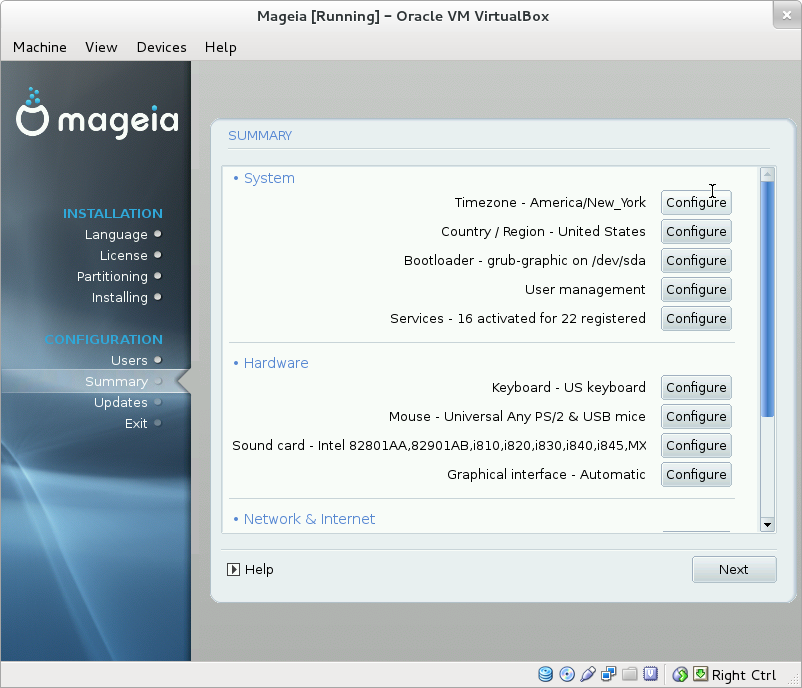 Mageia [Running] – Oracle VM VirtualBox
Machine View Devices Help
mageia
INSTALLATION
Language
License
Partitioning
Installing
CONFIGURATION
Users
Summary
Updates
Exit
SUMMARY
• System
Timezone - America/New_York Configure
Country / Region - United States Configure
Bootloader - grub-graphic on /dev/sda Configure
User management Configure
Services - 16 activated for 22 registered Configure
• Hardware
Keyboard - US keyboard Configure
Mouse - Universal Any PS/2 & USB mice Configure
Sound card - Intel 82801AA,82901AB,i810,i820,i830,i840,i845,MX Configure
Graphical interface - Automatic Configure
• Network & Internet
Help
Next
Right Ctrl